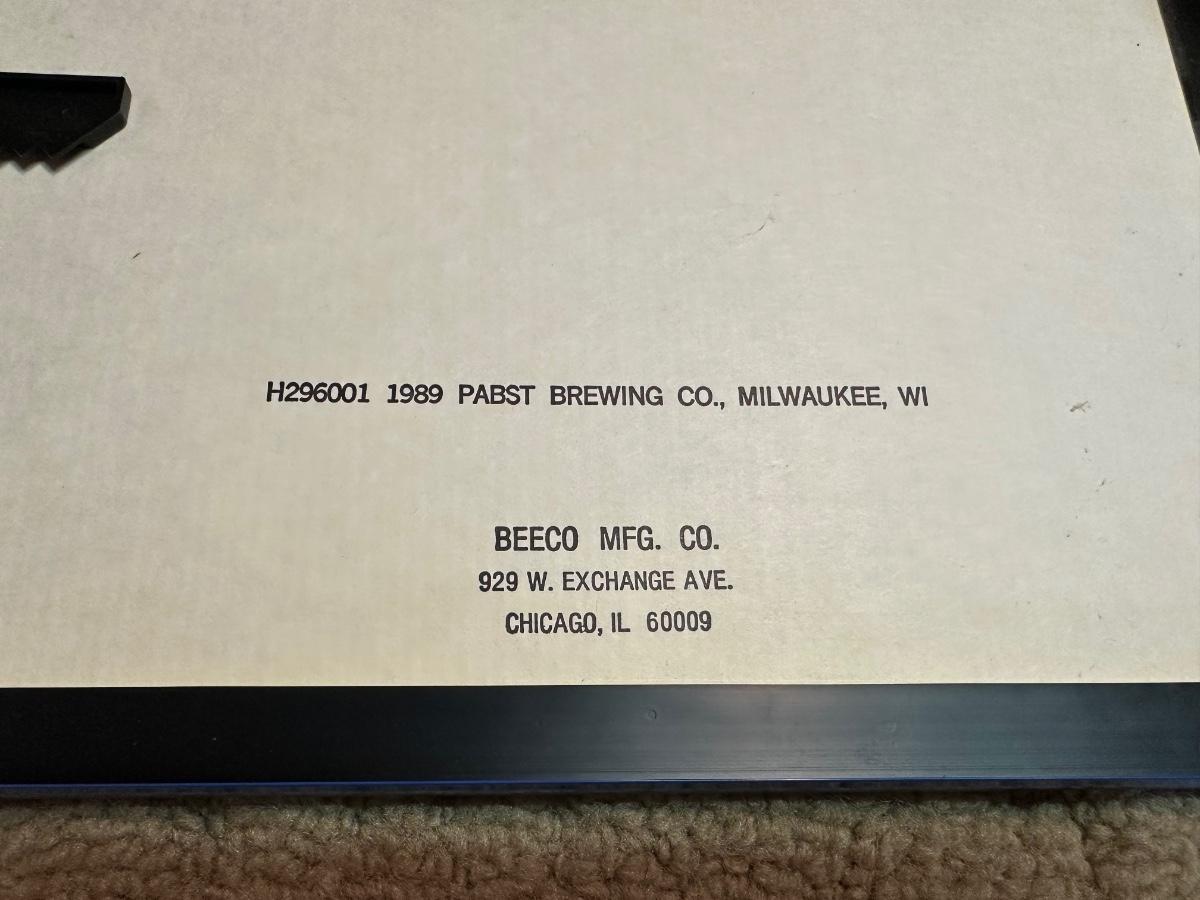 H296001 1989 PABST BREWING CO., MILWAUKEE, WI
BEECO MFG. CO.
929 W. EXCHANGE AVE.
CHICAGO, IL 60009